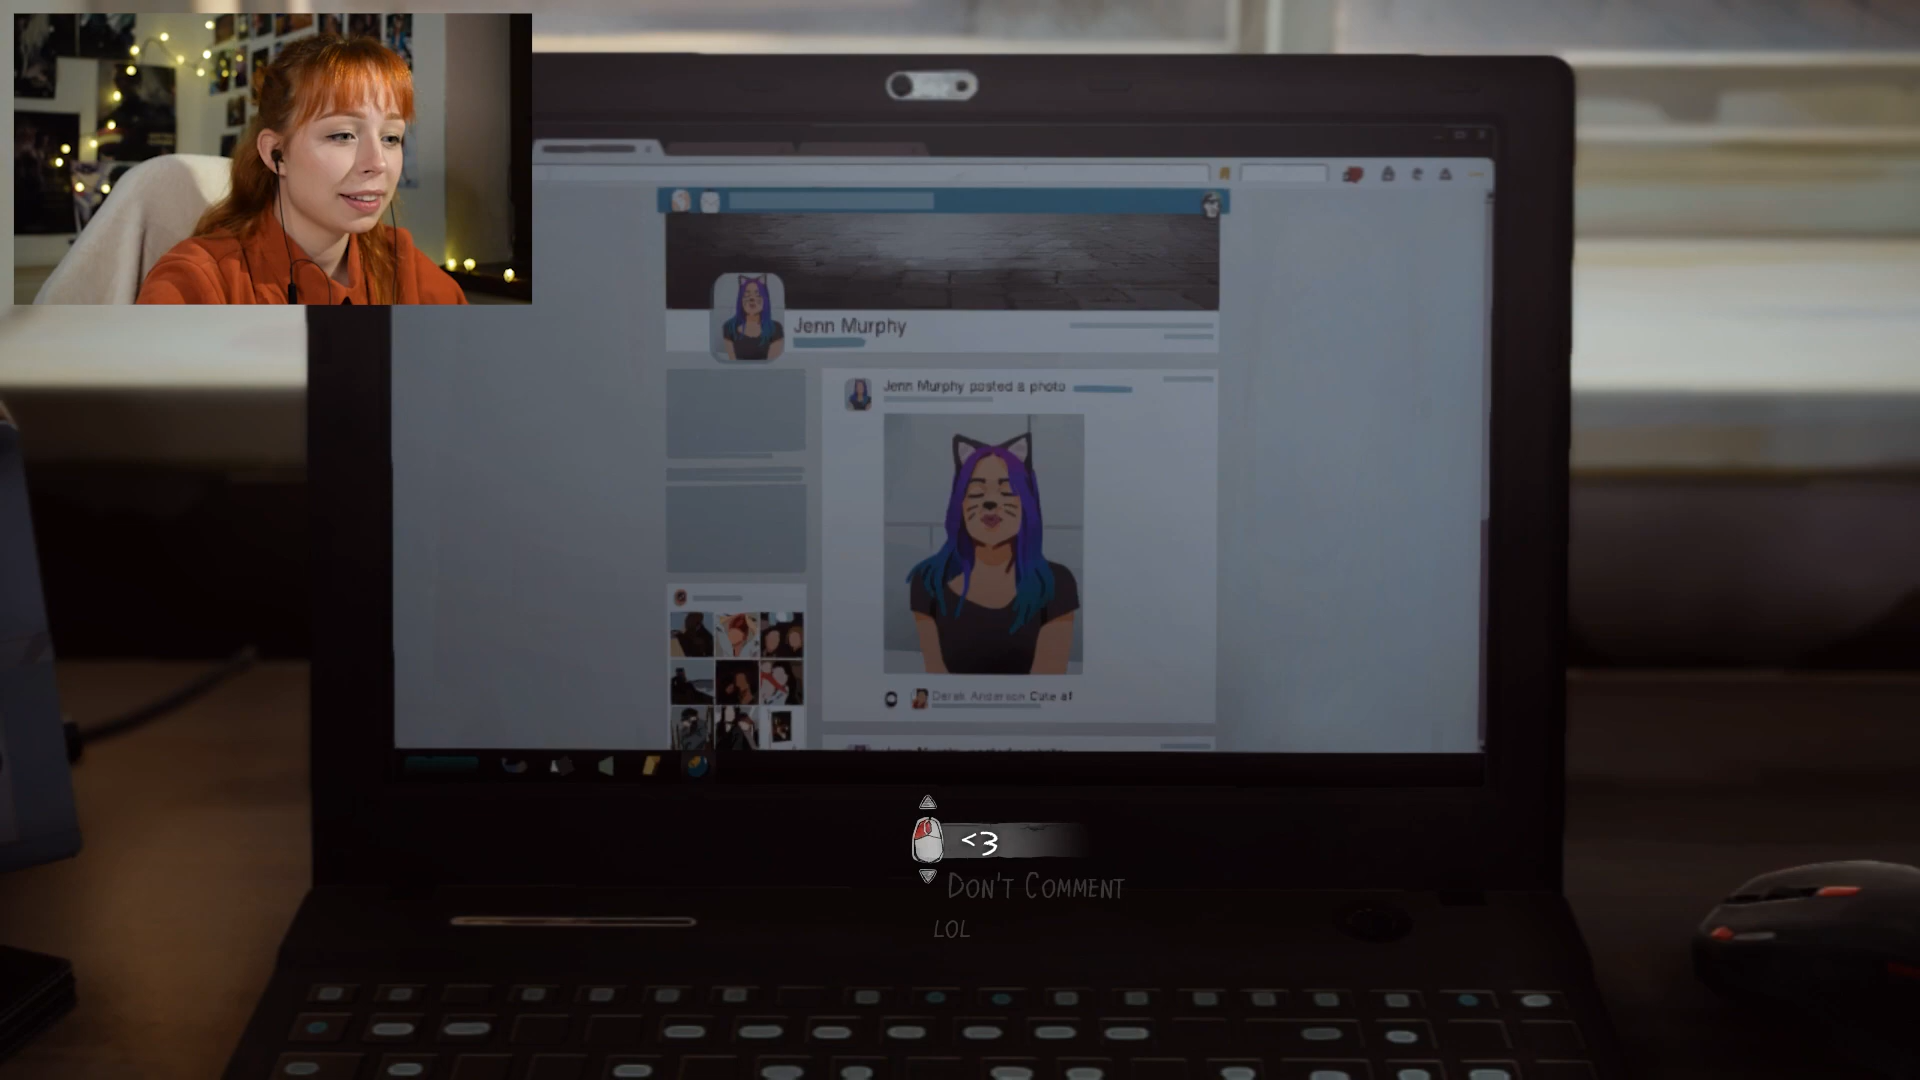 Jenn Murphy
Jenn Murphy posted a photo
Derek Anderson Cute af
<3
DON'T COMMENT
LOL